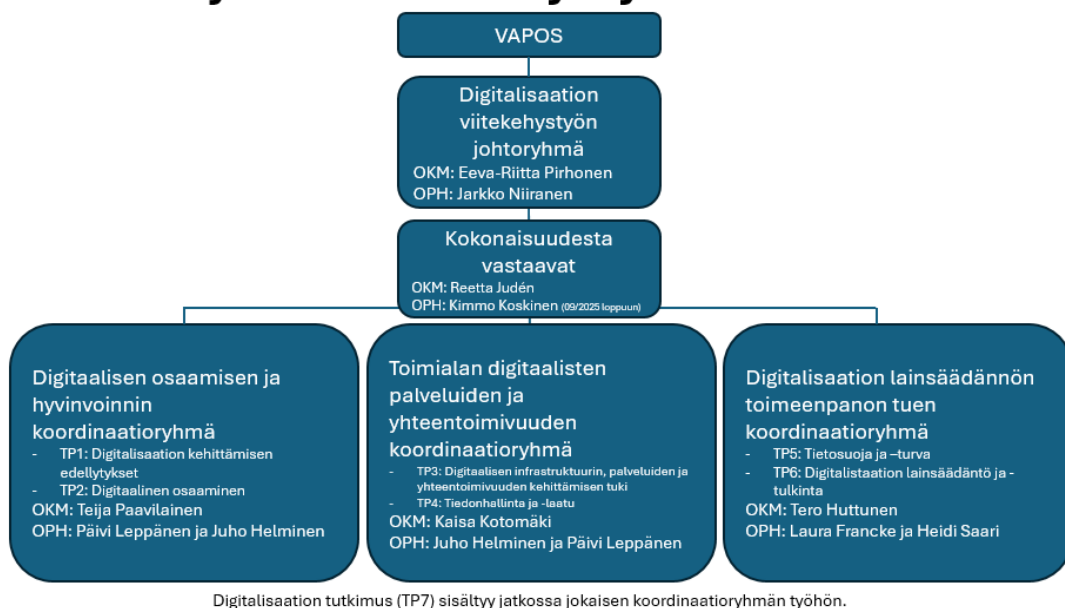 VAPOS
Digitalisaation
viitekehystyön
johtoryhmä
OKM: Eeva-Riitta Pirhonen
OPH: Jarkko Niiranen
Kokonaisuudesta
vastaavat
OKM: Reetta Judén
OPH: Kimmo Koskinen (09/2025 loppuun)
Digitaalisen osaamisen ja
hyvinvoinnin
koordinaatioryhmä
- TP1: Digitalisaation kehittämisen
edellytykset
- TP2: Digitaalinen osaaminen
OKM: Teija Paavilainen
OPH: Päivi Leppänen ja Juho Helminen
Toimialan digitaalisten
palveluiden ja
yhteentoimivuuden
koordinaatioryhmä
- TP3: Digitaalisen infrastruktuurin, palveluiden ja
yhteentoimivuuden kehittämisen tuki
- TP4: Tiedonhallinta ja -laatu
OKM: Kaisa Kotomäki
OPH: Juho Helminen ja Päivi Leppänen
Digitalisaation lainsäädännön
toimeenpanon tuen
koordinaatioryhmä
- TP5: Tietosuoja ja –turva
- TP6: Digitalistaation lainsäädäntö ja -
tulkinta
OKM: Tero Huttunen
OPH: Laura Francke ja Heidi Saari
Digitalisaation tutkimus (TP7) sisältyy jatkossa jokaisen koordinaatioryhmän työhön.